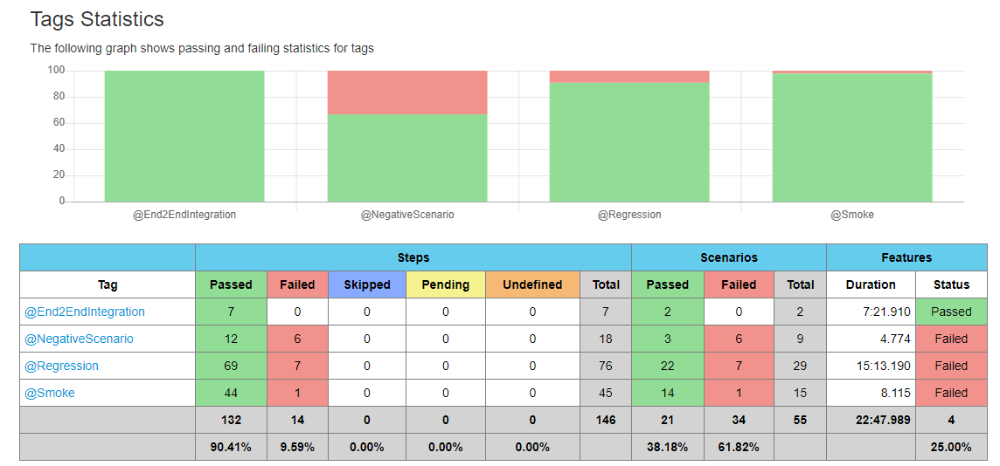 Tags Statistics
The following graph shows passing and failing statistics for tags
100
80
60
40
20
0
@End2EndIntegration @NegativeScenario @Regression @Smoke
Steps Scenarios Features
Tag Passed Failed Skipped Pending Undefined Total Passed Failed Total Duration Status
@End2EndIntegration 7 0 0 0 0 7 2 0 2 7:21.910 Passed
@NegativeScenario 12 6 0 0 0 18 3 6 9 4.774 Failed
@Regression 69 7 0 0 0 76 22 7 29 15:13.190 Failed
@Smoke 44 1 0 0 0 45 14 1 15 8.115 Failed
132 14 0 0 0 146 21 34 55 22:47.989 4
90.41% 9.59% 0.00% 0.00% 0.00% 38.18% 61.82% 25.00%